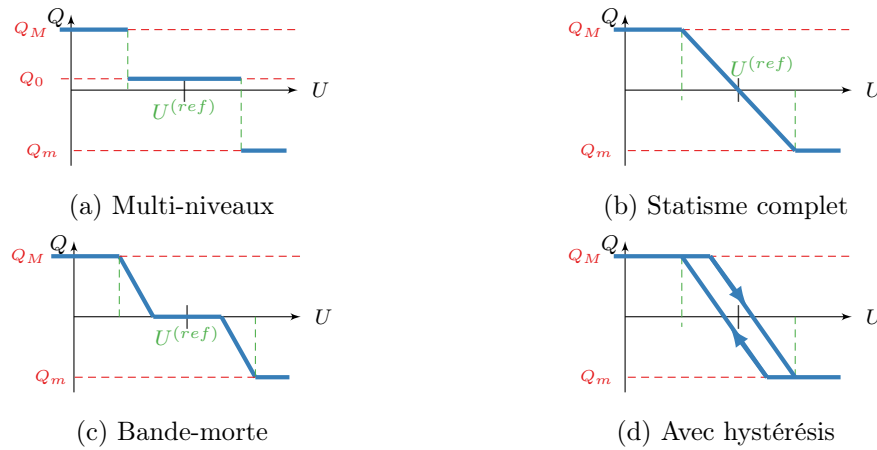 Q
Q_M
Q_0
U^{(ref)}
U
Q_m
(a) Multi-niveaux
Q
Q_M
U^{(ref)}
U
Q_m
(b) Statisme complet
Q
Q_M
U^{(ref)}
U
Q_m
(c) Bande-morte
Q
Q_M
U
Q_m
(d) Avec hystérésis